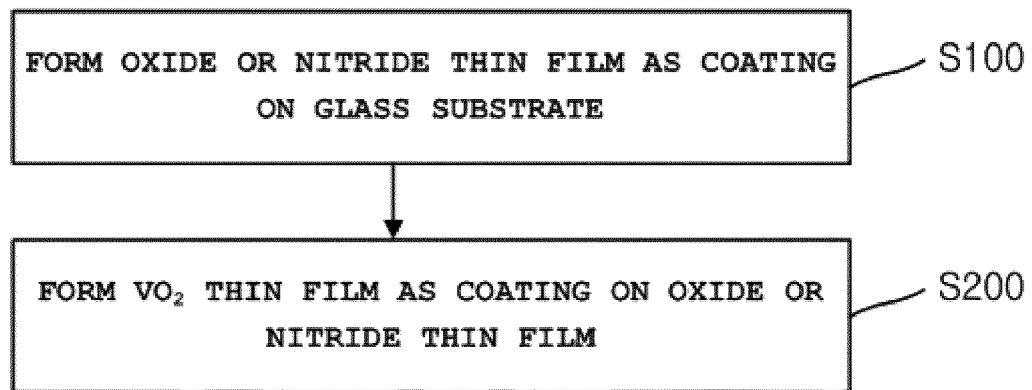 FORM OXIDE OR NITRIDE THIN FILM AS COATING
ON GLASS SUBSTRATE
S100
FORM VO₂ THIN FILM AS COATING ON OXIDE OR
NITRIDE THIN FILM
S200